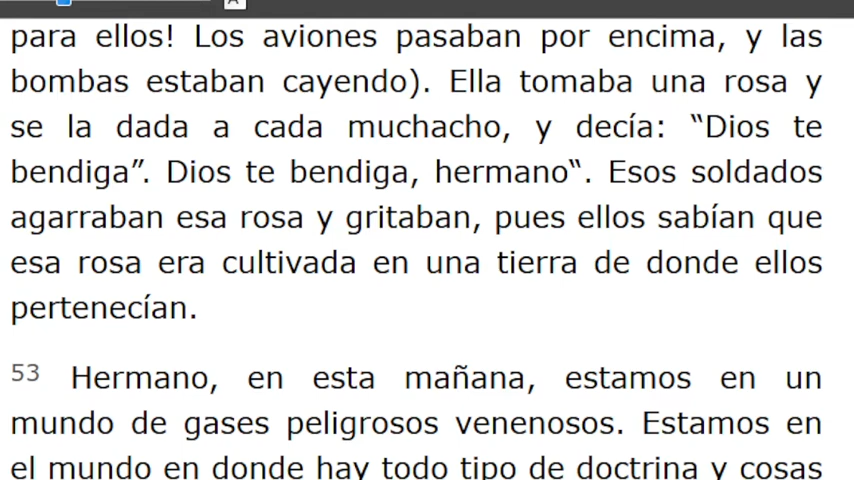 A
para ellos! Los aviones pasaban por encima, y las
bombas estaban cayendo). Ella tomaba una rosa y
se la dada a cada muchacho, y decía: “Dios te
bendiga”. Dios te bendiga, hermano“. Esos soldados
agarraban esa rosa y gritaban, pues ellos sabían que
esa rosa era cultivada en una tierra de donde ellos
pertenecían.
53 Hermano, en esta mañana, estamos en un
mundo de gases peligrosos venenosos. Estamos en
el mundo en donde hay todo tipo de doctrina y cosas